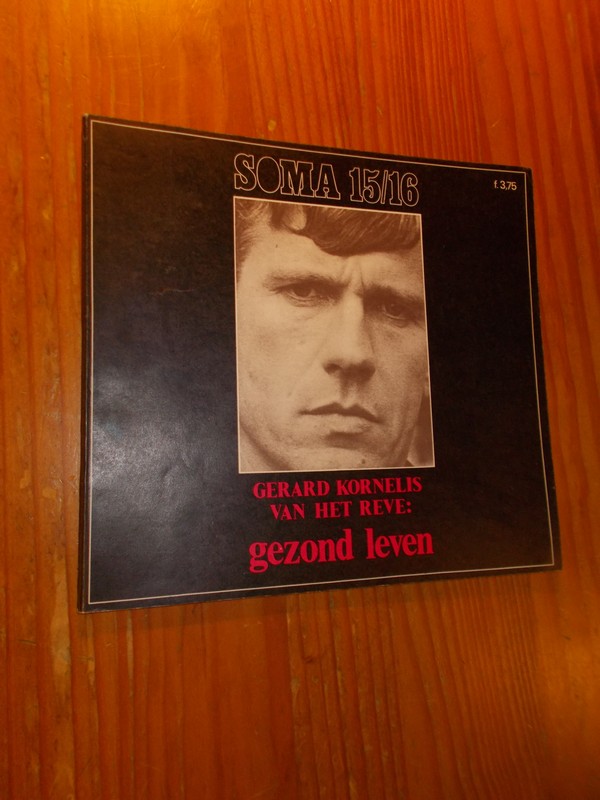 SOMA 15/16
f. 3,75
GERARD KORNELIS
VAN HET REVE:
gezond leven